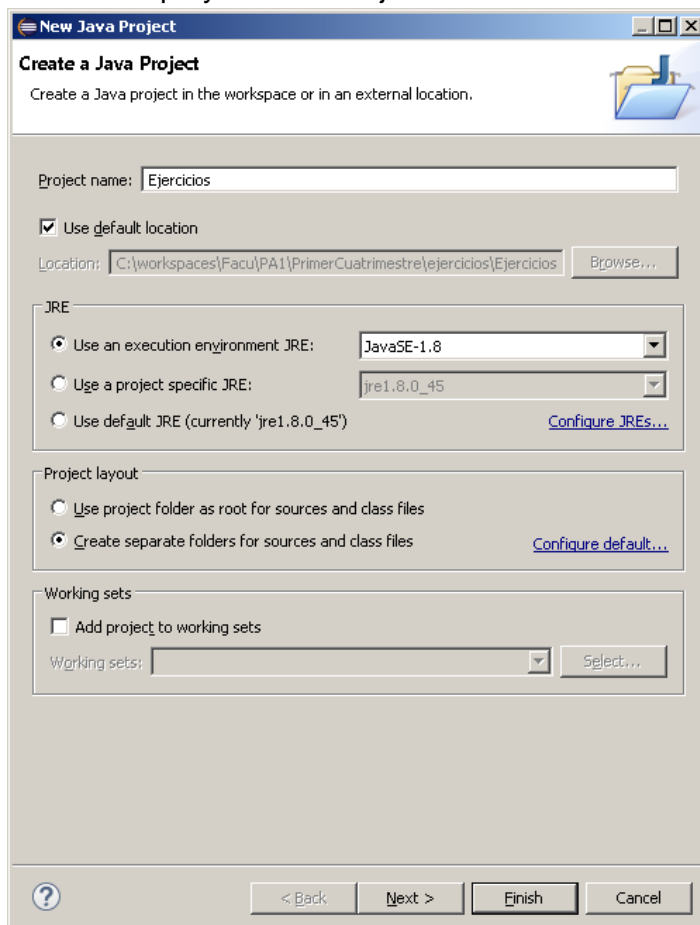 New Java Project
Create a Java Project
Create a Java project in the workspace or in an external location.
Project name: Ejercicios
Use default location
Location: C:\workspaces\Facu\PA1\PrimerCuatrimestre\ejercicios\Ejercicios Browse...
JRE
Use an execution environment JRE: JavaSE-1.8
Use a project specific JRE: jre1.8.0_45
Use default JRE (currently 'jre1.8.0_45') Configure JREs...
Project layout
Use project folder as root for sources and class files
Create separate folders for sources and class files Configure default...
Working sets
Add project to working sets
Working sets: Select...
? < Back Next > Finish Cancel